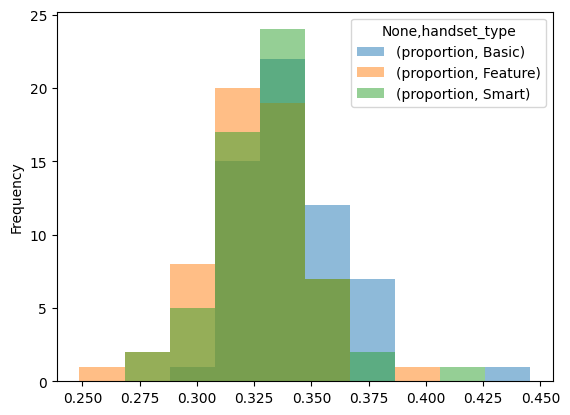 25
20
15
10
5
0
Frequency
None,handset_type
(proportion, Basic)
(proportion, Feature)
(proportion, Smart)
0.250 0.275 0.300 0.325 0.350 0.375 0.400 0.425 0.450